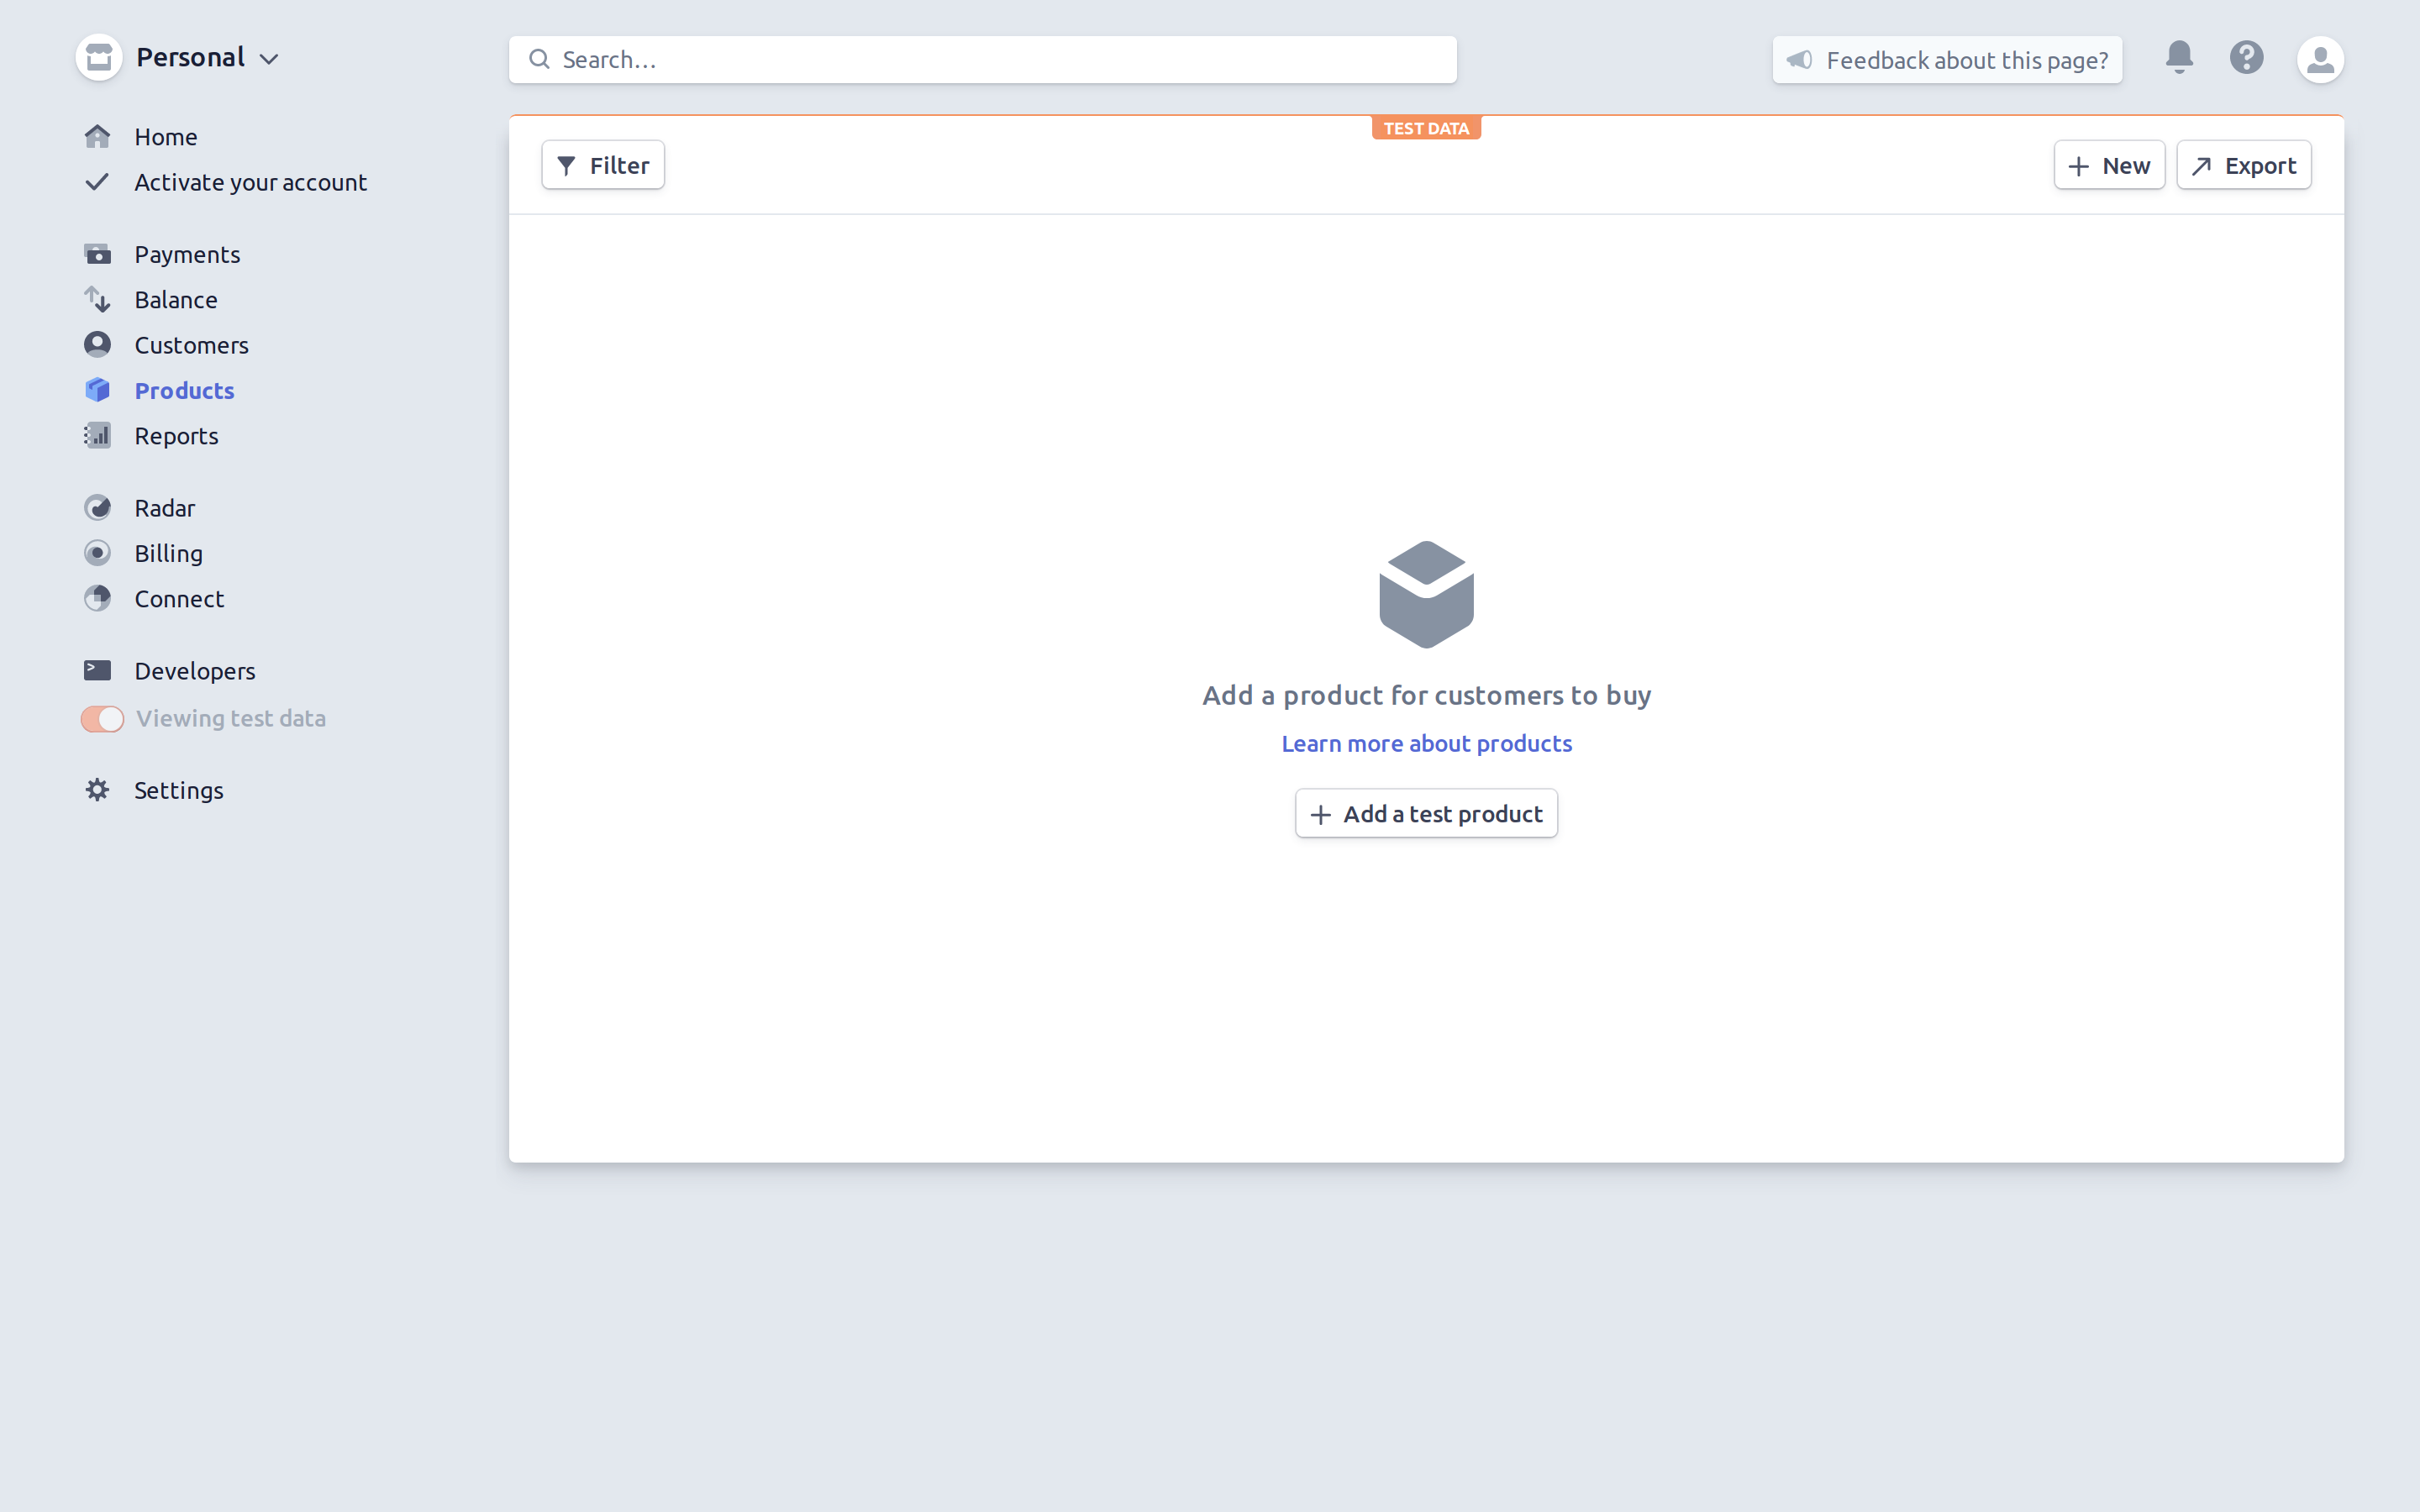 Personal
Search...
Feedback about this page?
Home
Activate your account
Payments
Balance
Customers
Products
Reports
Radar
Billing
Connect
Developers
Viewing test data
Settings
TEST DATA
Filter
New
Export
Add a product for customers to buy
Learn more about products
Add a test product